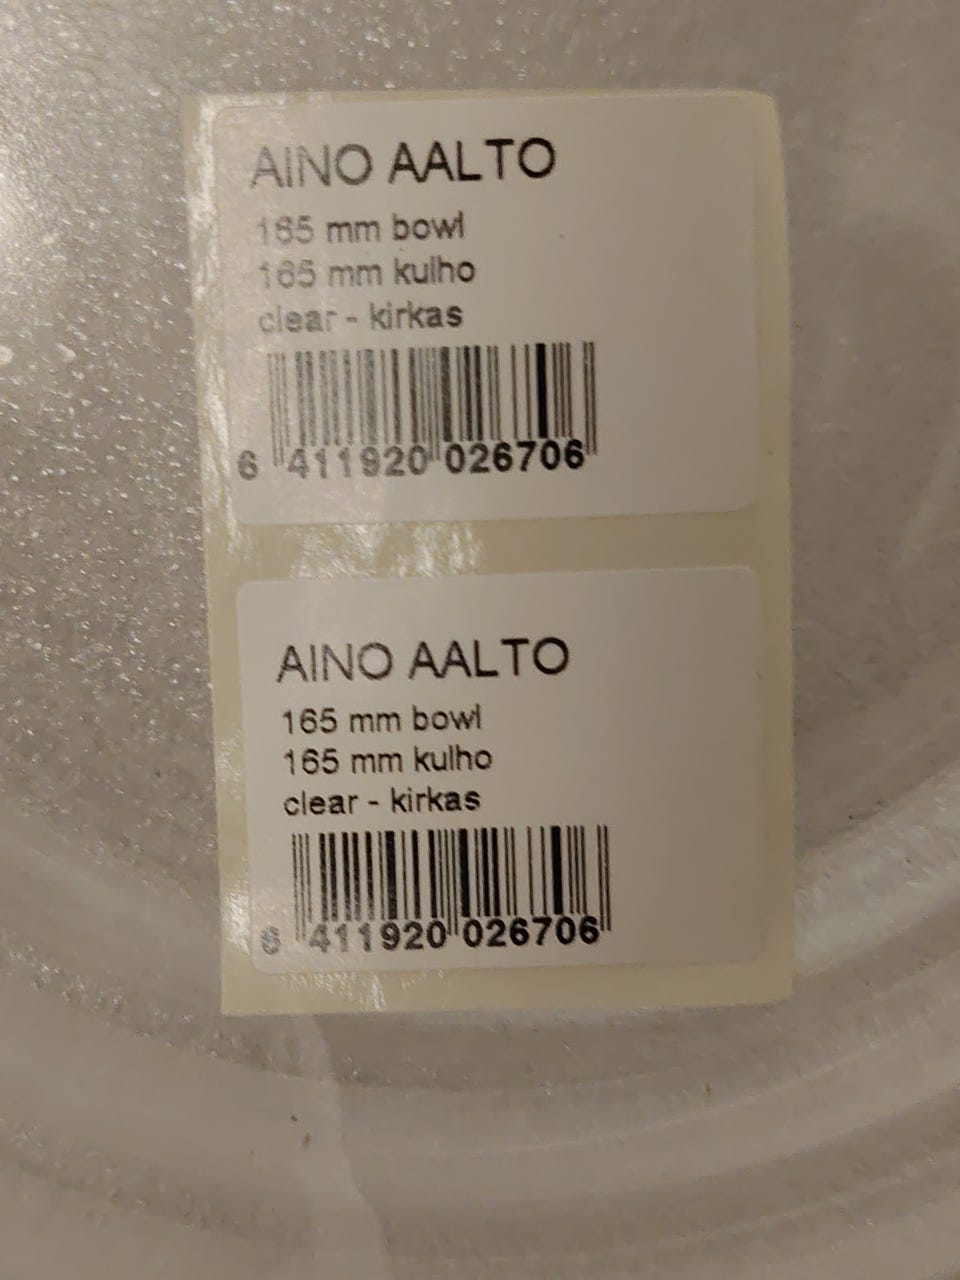 AINO AALTO
165 mm bowl
165 mm kulho
clear - kirkas
6 411920 026706
AINO AALTO
165 mm bowl
165 mm kulho
clear - kirkas
6 411920 026706